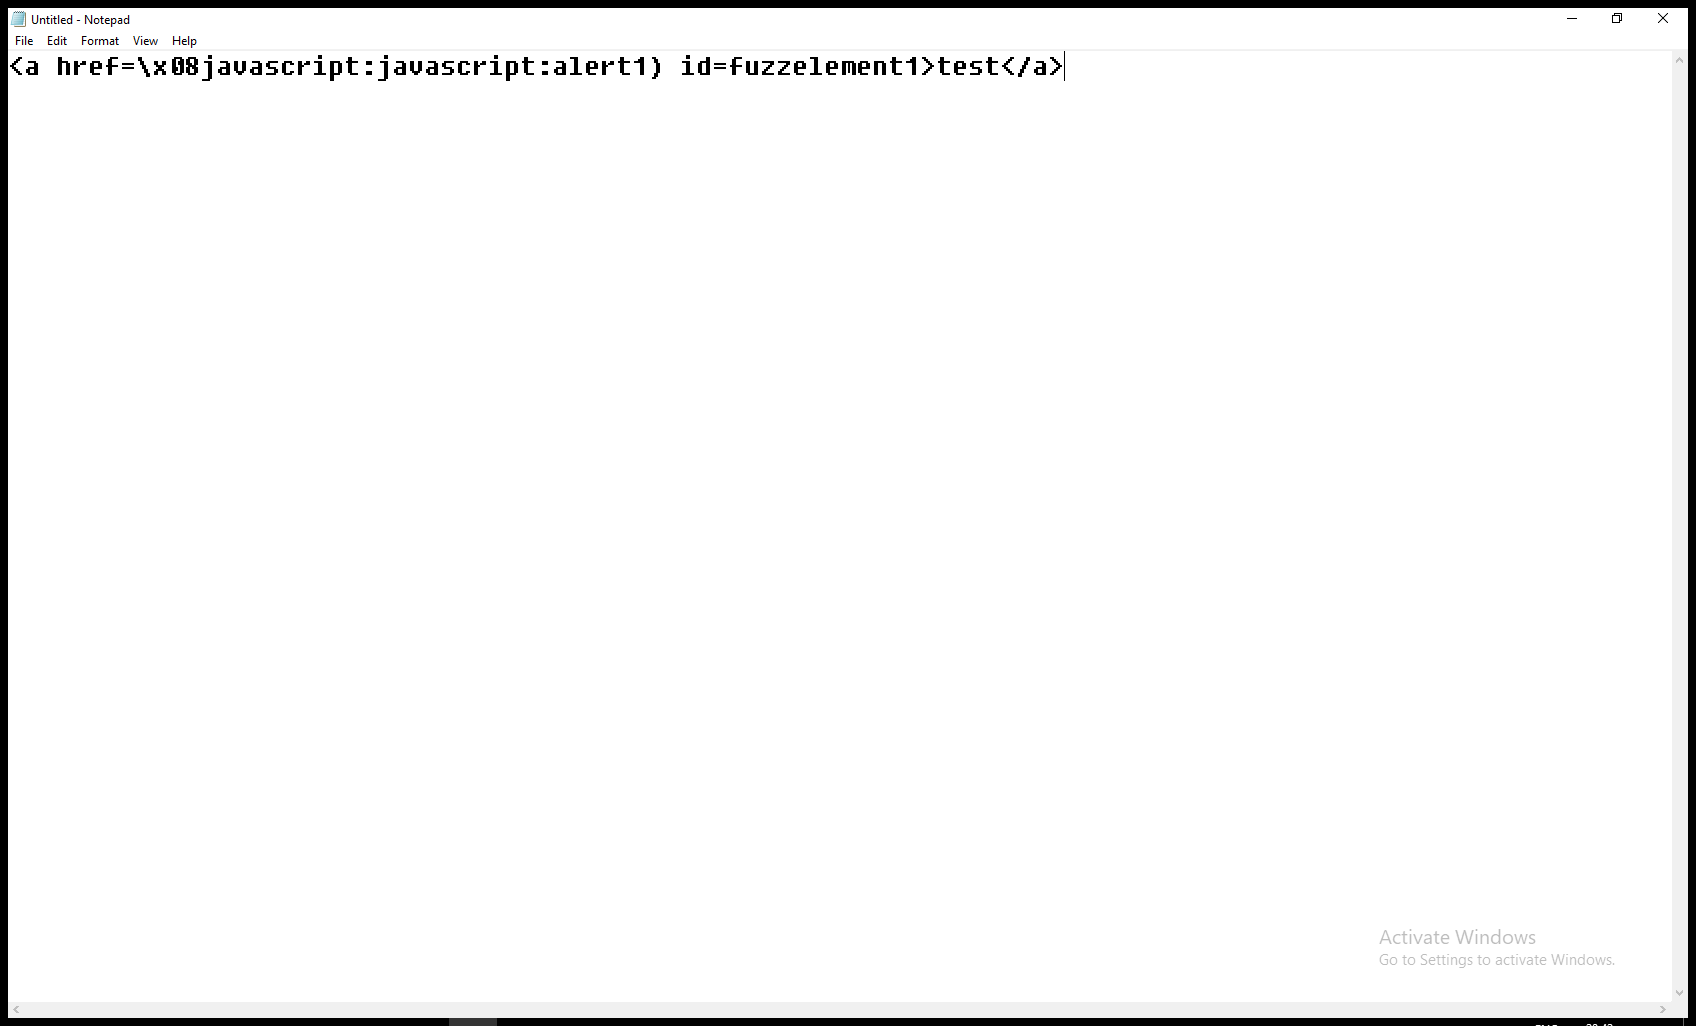 Untitled - Notepad
File Edit Format View Help
<a href=\x08javascript:javascript:alert1) id=fuzzelement1>test</a>
Activate Windows
Go to Settings to activate Windows.